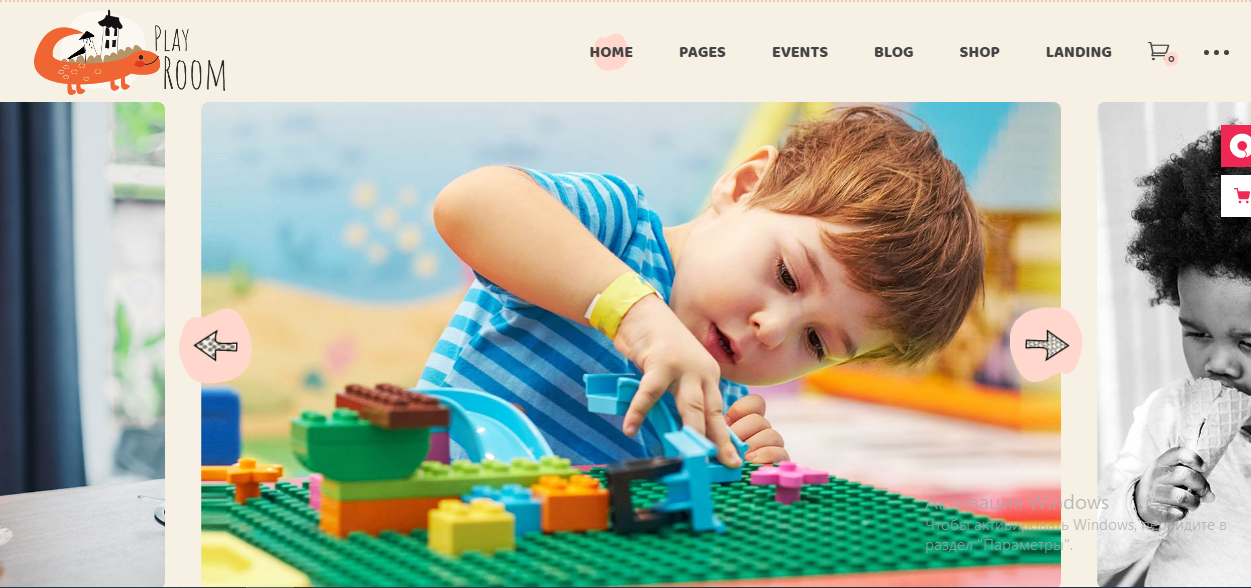 PLAY
ROOM
HOME PAGES EVENTS BLOG SHOP LANDING 0
Активация Windows
Чтобы активировать Windows, перейдите в
раздел "Параметры".